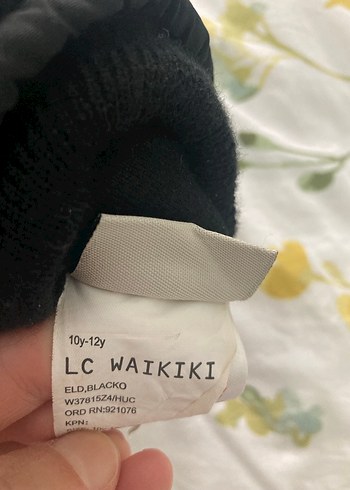 10y-12y
LC WAIKIKI
ELD,BLACKO
W37815Z4/HUC
ORD RN:921076
KPN: